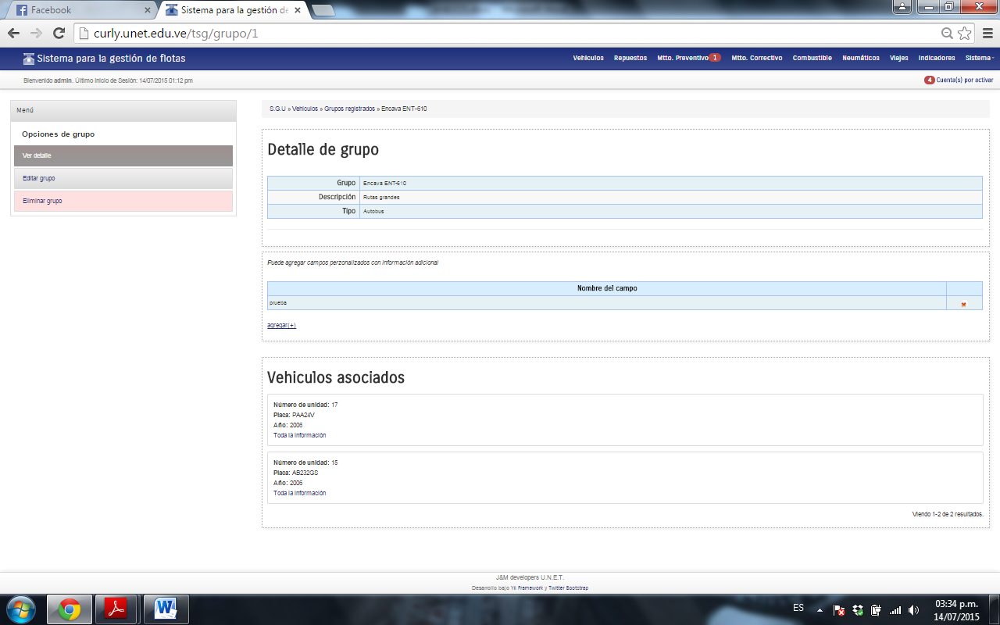 Facebook
Sistema para la gestión de
curly.unet.edu.ve/tsg/grupo/1
Sistema para la gestión de flotas
Vehiculos Repuestos Mtto. Preventivo 1 Mtto. Correctivo Combustible Neumáticos Viajes Indicadores Sistema
Bienvenido admin. Último Inicio de Sesión: 14/07/2015 01:12 pm
4 Cuenta(s) por activar
Menú
Opciones de grupo
Ver detalle
Editar grupo
Eliminar grupo
S.G.U » Vehiculos » Grupos registrados » Encava ENT-610
Detalle de grupo
Grupo Encava ENT-610
Descripción Rutas grandes
Tipo Autobus
Puede agregar campos perzonalizados con información adicional
Nombre del campo
prueba
agregar(+)
Vehiculos asociados
Número de unidad: 17
Placa: PAA24V
Año: 2006
Toda la información
Número de unidad: 15
Placa: AB232GS
Año: 2006
Toda la información
Viendo 1-2 de 2 resultados.
J&M developers U.N.E.T.
Desarrollo bajo Yii Framework y Twitter Bootstrap
ES
03:34 p.m.
14/07/2015